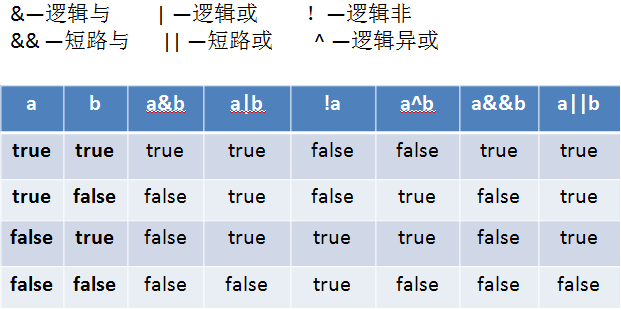 &—逻辑与 | —逻辑或 ！—逻辑非
&& —短路与 || —短路或 ^ —逻辑异或
a b a&b a|b !a a^b a&&b a||b
true true true true false false true true
true false false true false true false true
false true false true true true false true
false false false false true false false false